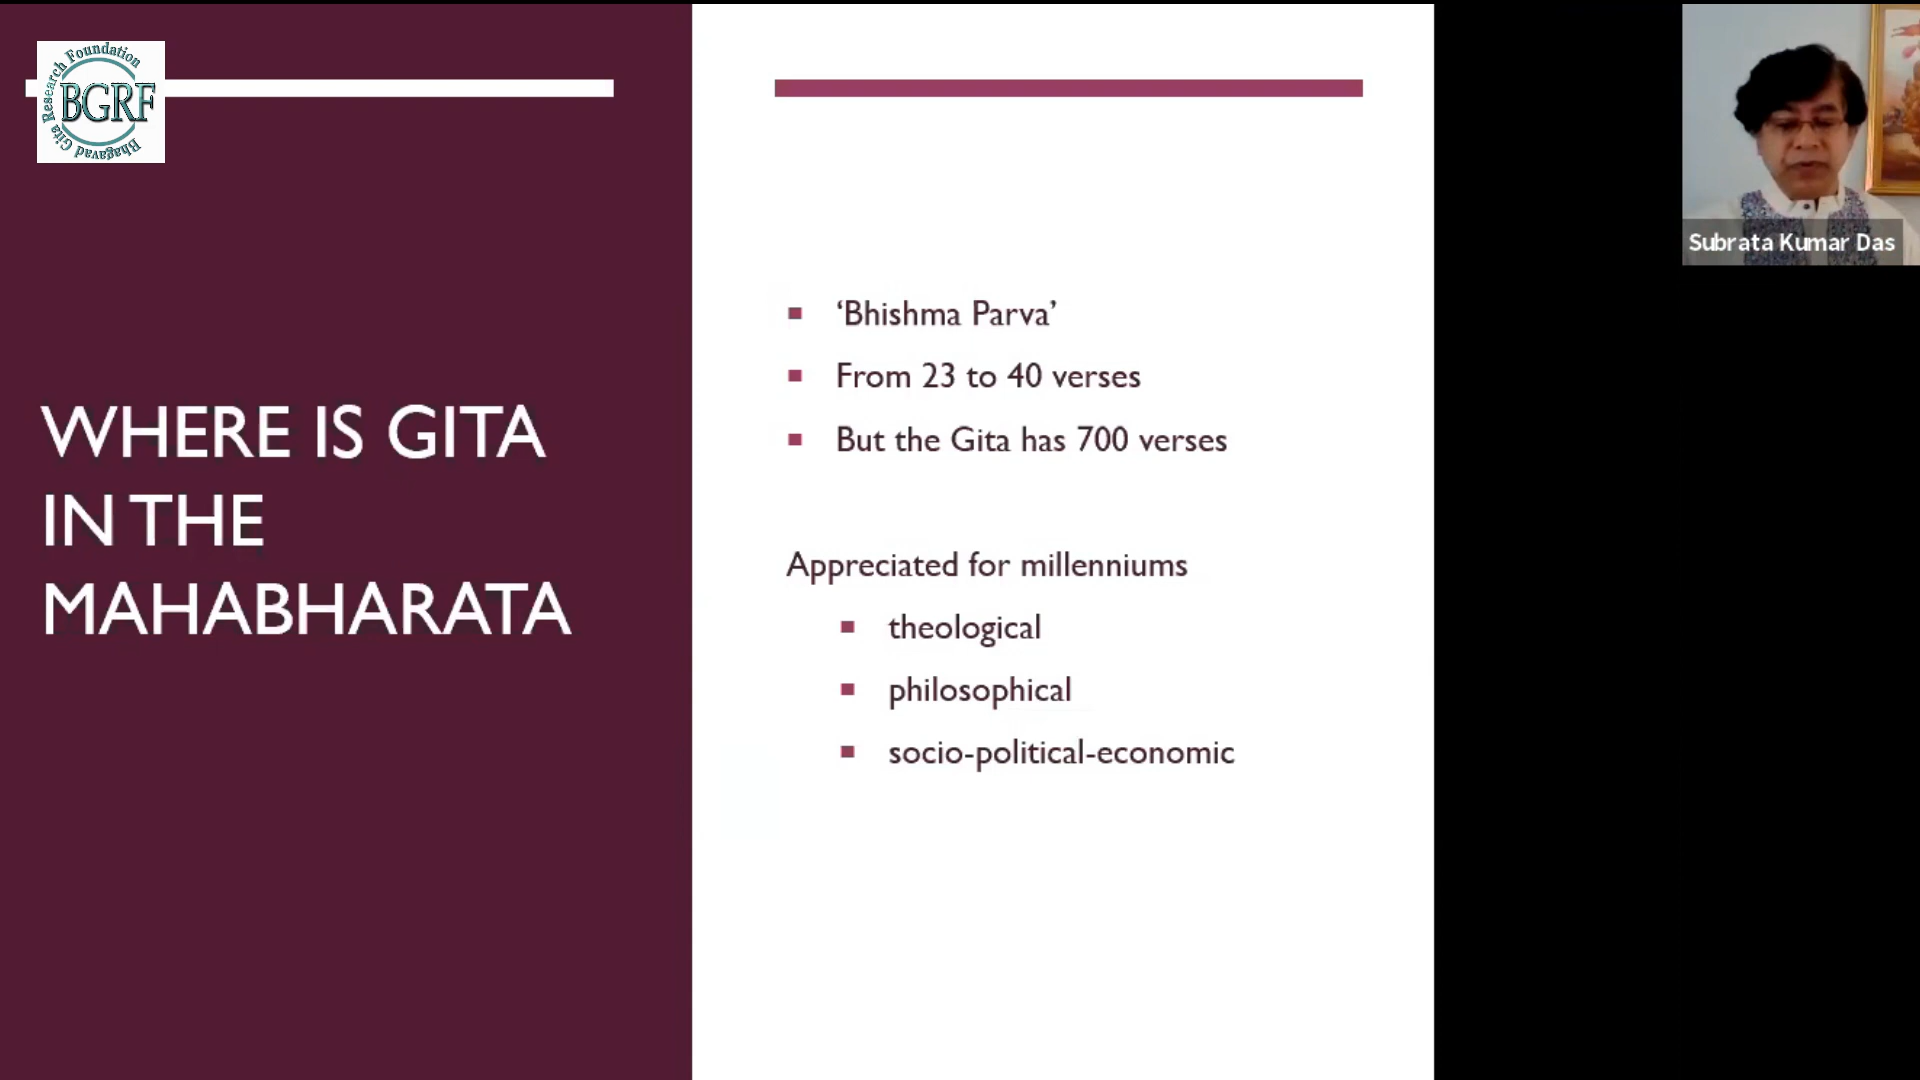 Bhagavad Gita Research Foundation
BGRF
WHERE IS GITA
IN THE
MAHABHARATA
‘Bhishma Parva’
From 23 to 40 verses
But the Gita has 700 verses
Appreciated for millenniums
theological
philosophical
socio-political-economic
Subrata Kumar Das